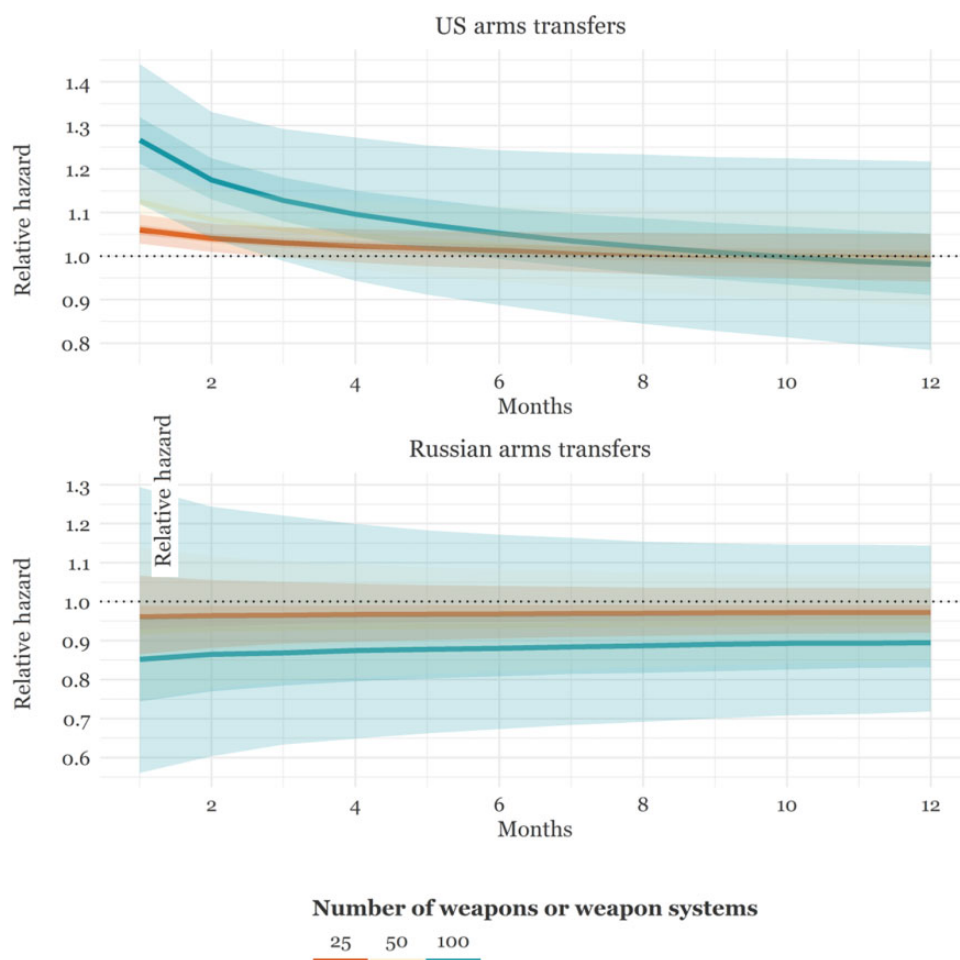 US arms transfers
Relative hazard
1.4
1.3
1.2
1.1
1.0
0.9
0.8
2 4 6 8 10 12
Months
Russian arms transfers
Relative hazard
Relative hazard
1.3
1.2
1.1
1.0
0.9
0.8
0.7
0.6
2 4 6 8 10 12
Months
Number of weapons or weapon systems
25 50 100